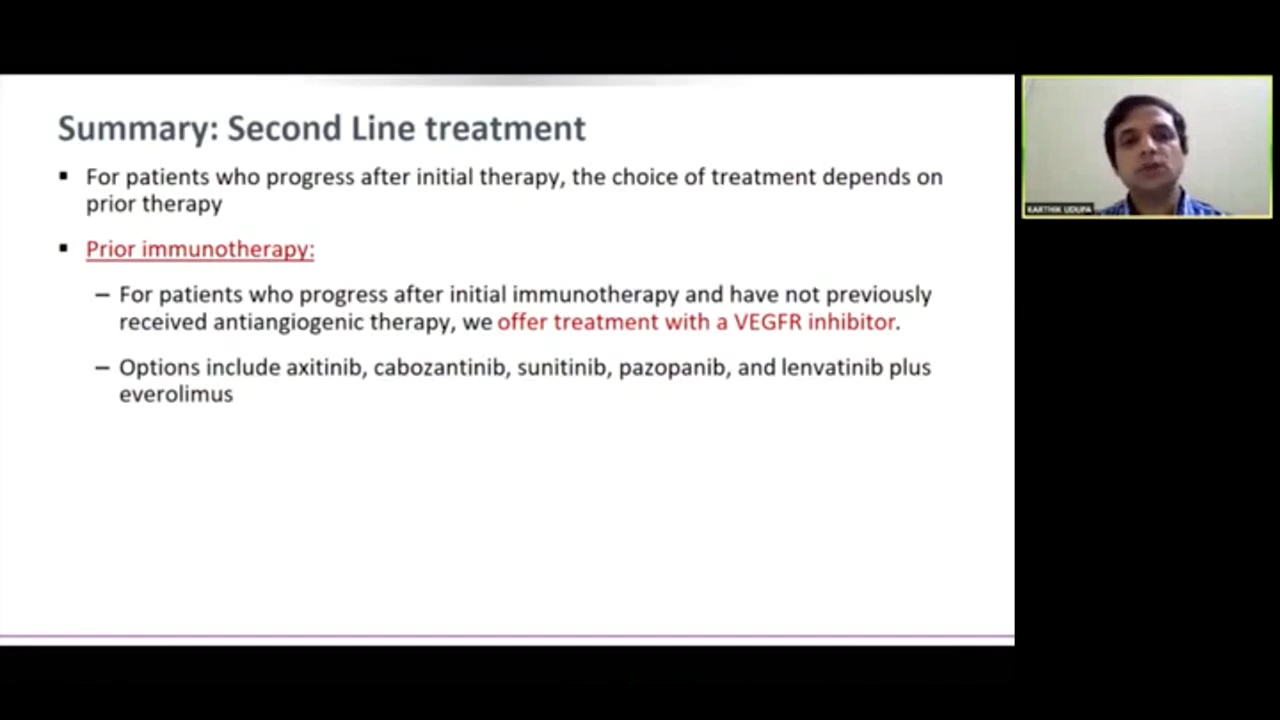 Summary: Second Line treatment
▪ For patients who progress after initial therapy, the choice of treatment depends on
prior therapy
▪ Prior immunotherapy:
– For patients who progress after initial immunotherapy and have not previously
received antiangiogenic therapy, we offer treatment with a VEGFR inhibitor.
– Options include axitinib, cabozantinib, sunitinib, pazopanib, and lenvatinib plus
everolimus
KARTHIK UDUPA